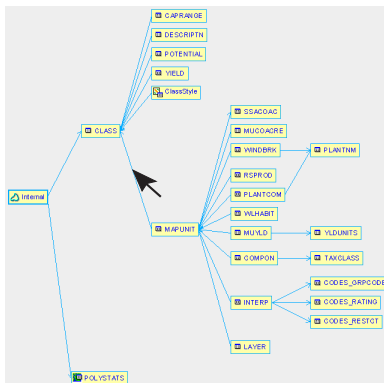 CAPRANGE
DESCRIPTN
POTENTIAL
YIELD
ClassStyle
SSACOAC
CLASS
MUCOACRE
WINDBRK
PLANTNM
RSPROD
PLANTCOM
Internal
WLHABIT
MAPUNIT
MUYLD
YLDUNITS
COMPON
TAXCLASS
CODES_GRPCODE
INTERP
CODES_RATING
CODES_RESTCT
LAYER
POLYSTATS